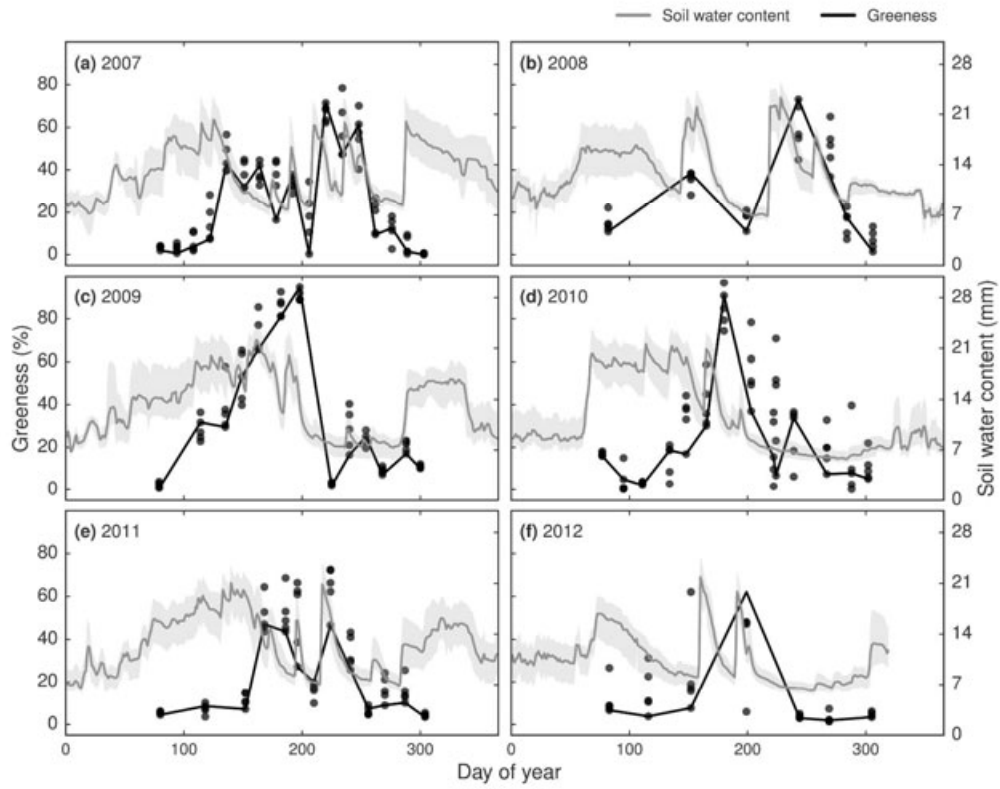 Soil water content Greeness
(a) 2007
(b) 2008
80
60
40
20
0
28
21
14
7
0
(c) 2009
(d) 2010
80
60
40
20
0
28
21
14
7
0
(e) 2011
(f) 2012
80
60
40
20
0
28
21
14
7
0
Greeness (%)
Soil water content (mm)
0 100 200 300 0 100 200 300
Day of year